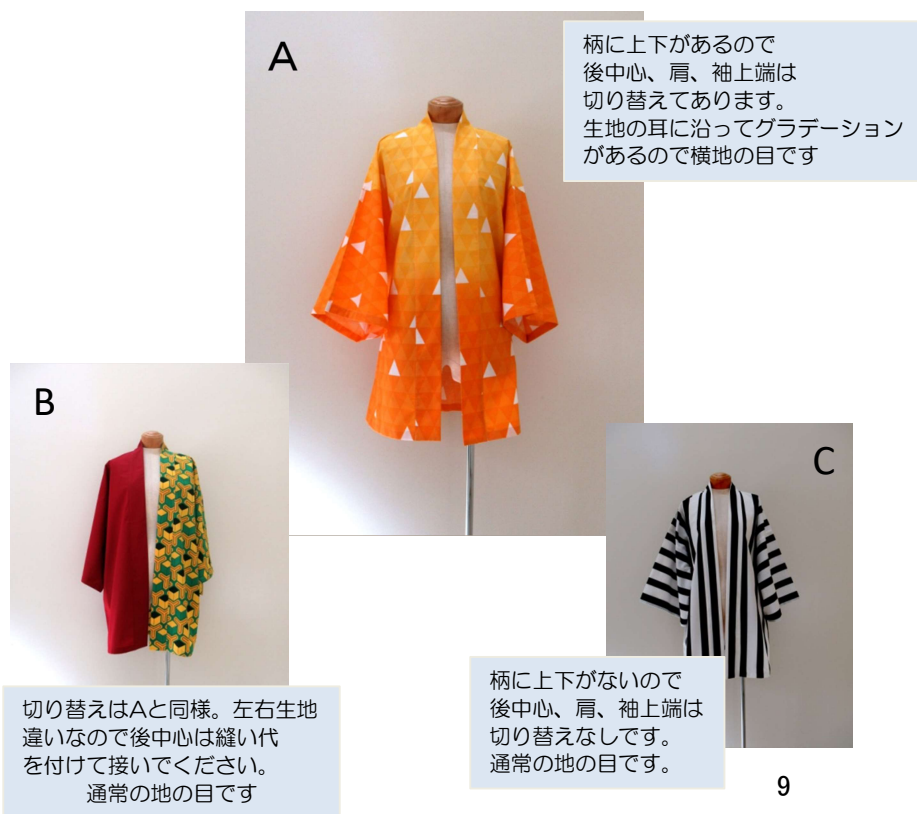 A
柄に上下があるので
後中心、肩、袖上端は
切り替えてあります。
生地の耳に沿ってグラデーション
があるので横地の目です
B
切り替えはAと同様。左右生地
違いなので後中心は縫い代
を付けて接いでください。
通常の地の目です
C
柄に上下がないので
後中心、肩、袖上端は
切り替えなしです。
通常の地の目です。
9